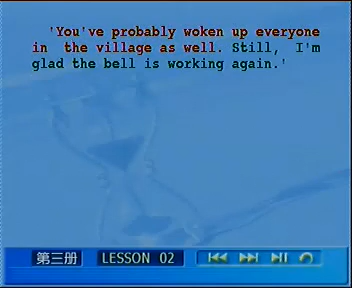 'You've probably woken up everyone
in the village as well. Still, I'm
glad the bell is working again.'
第三册 LESSON 02